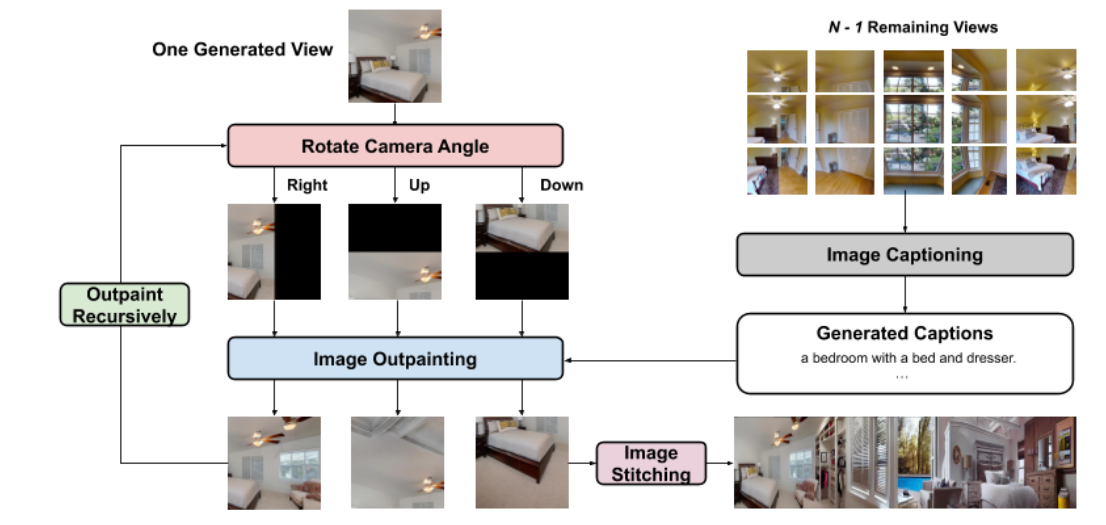 One Generated View
N - 1 Remaining Views
Rotate Camera Angle
Right
Up
Down
Image Captioning
Outpaint
Recursively
Generated Captions
a bedroom with a bed and dresser.
...
Image Outpainting
Image
Stitching